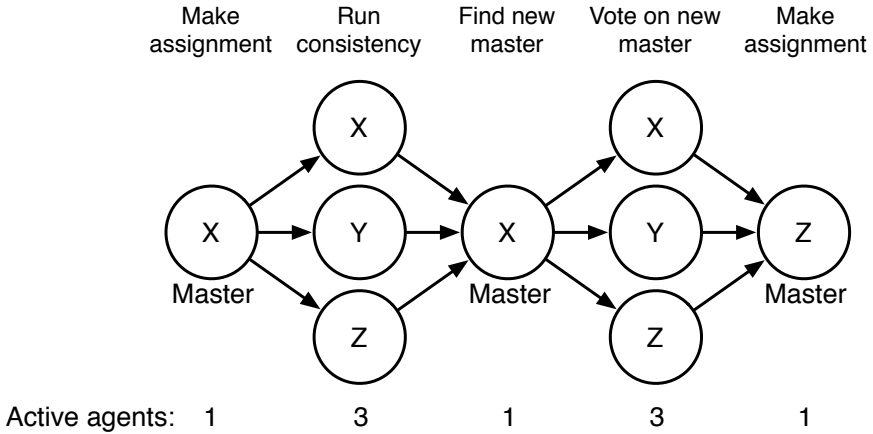 Make
assignment
Run
consistency
Find new
master
Vote on new
master
Make
assignment
X
X
Y
Z
X
X
Y
Z
Z
Master
Master
Master
Active agents: 1 3 1 3 1